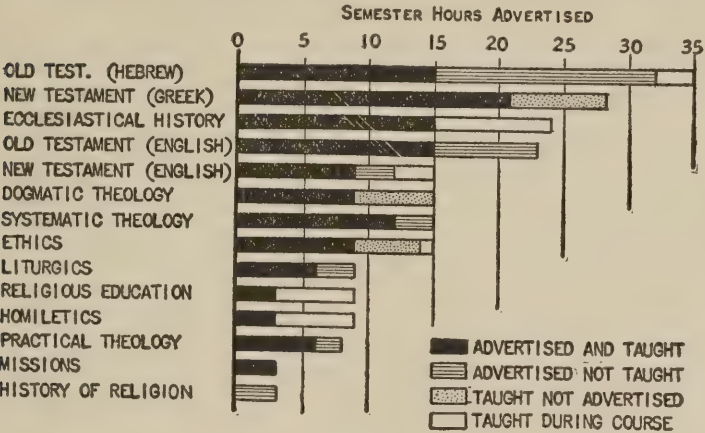 SEMESTER HOURS ADVERTISED
0 5 10 15 20 25 30 35
OLD TEST. (HEBREW)
NEW TESTAMENT (GREEK)
ECCLESIASTICAL HISTORY
OLD TESTAMENT (ENGLISH)
NEW TESTAMENT (ENGLISH)
DOGMATIC THEOLOGY
SYSTEMATIC THEOLOGY
ETHICS
LITURGICS
RELIGIOUS EDUCATION
HOMILETICS
PRACTICAL THEOLOGY
MISSIONS
HISTORY OF RELIGION
ADVERTISED AND TAUGHT
ADVERTISED NOT TAUGHT
TAUGHT NOT ADVERTISED
TAUGHT DURING COURSE